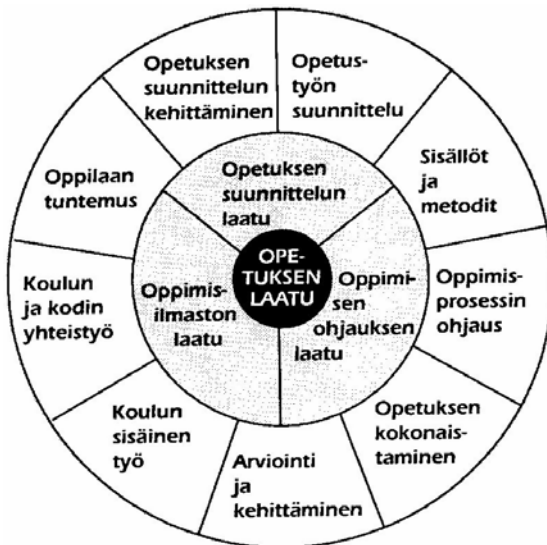 Opetuksen
suunnittelun
kehittäminen
Opetus-
työn
suunnittelu
Sisällöt
ja
metodit
Oppimis-
prosessin
ohjaus
Opetuksen
kokonais-
taminen
Arviointi
ja
kehittäminen
Koulun
sisäinen
työ
Koulun
ja kodin
yhteistyö
Oppilaan
tuntemus
Opetuksen
suunnittelun
laatu
Oppimi-
sen
ohjauksen
laatu
Oppimis-
ilmaston
laatu
OPE-
TUKSEN
LAATU